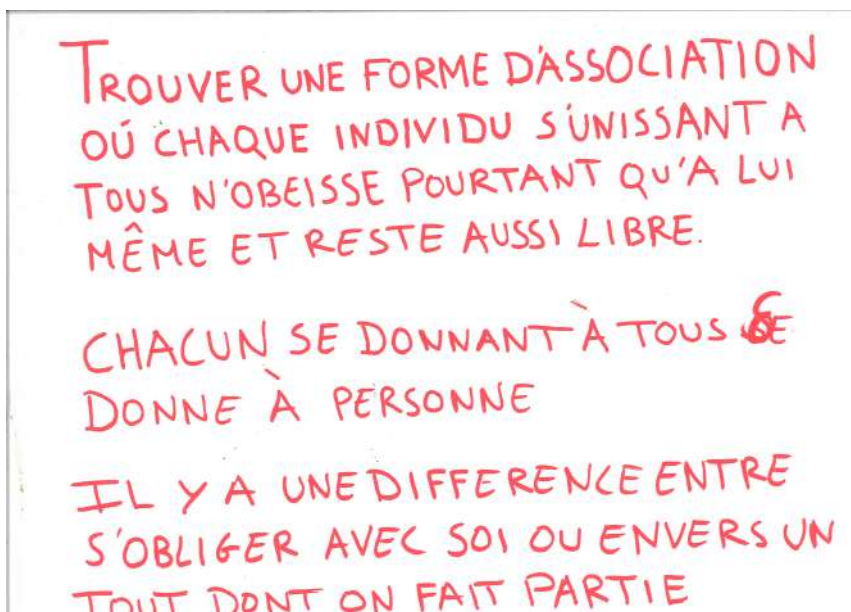 TROUVER UNE FORME D'ASSOCIATION
OÙ CHAQUE INDIVIDU S'UNISSANT A
TOUS N'OBEISSE POURTANT QU'A LUI
MÊME ET RESTE AUSSI LIBRE.
CHACUN SE DONNANT À TOUS SE
DONNE À PERSONNE
IL Y A UNE DIFFERENCE ENTRE
S'OBLIGER AVEC SOI OU ENVERS UN
TOUT DONT ON FAIT PARTIE